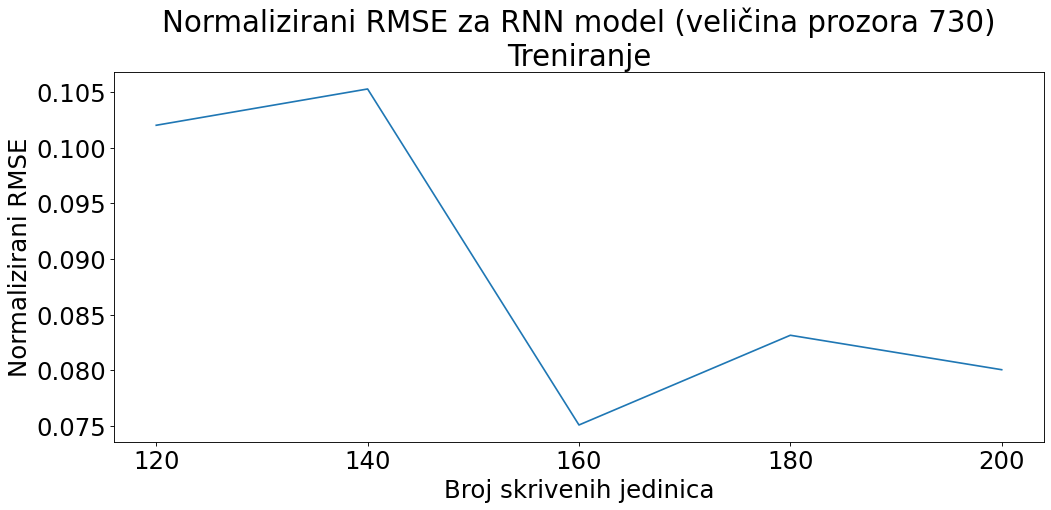 Normalizirani RMSE za RNN model (veličina prozora 730)
Treniranje
Normalizirani RMSE
0.105
0.100
0.095
0.090
0.085
0.080
0.075
120 140 160 180 200
Broj skrivenih jedinica